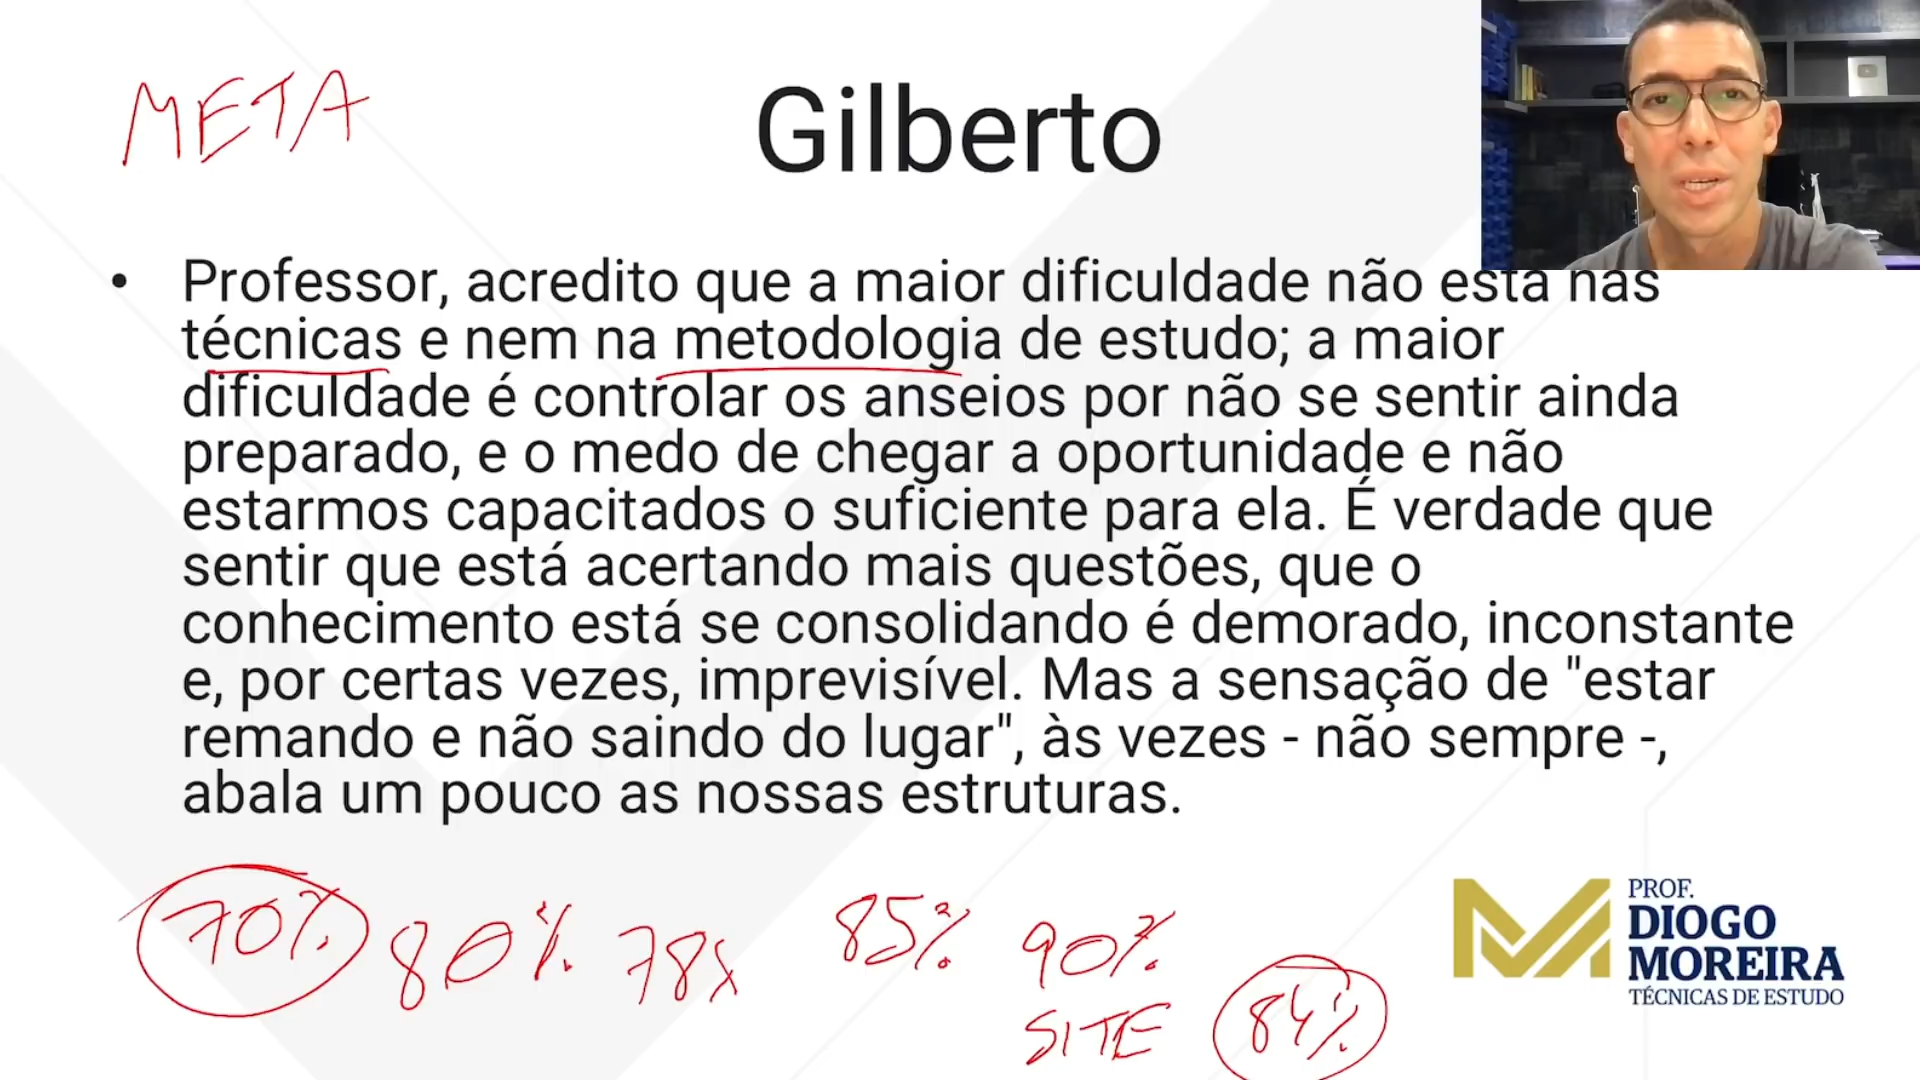 META
Gilberto
• Professor, acredito que a maior dificuldade não está nas
técnicas e nem na metodologia de estudo; a maior
dificuldade é controlar os anseios por não se sentir ainda
preparado, e o medo de chegar a oportunidade e não
estarmos capacitados o suficiente para ela. É verdade que
sentir que está acertando mais questões, que o
conhecimento está se consolidando é demorado, inconstante
e, por certas vezes, imprevisível. Mas a sensação de "estar
remando e não saindo do lugar", às vezes - não sempre -,
abala um pouco as nossas estruturas.
70% 80% 78% 85% 90%
SITE 84%
PROF.
DIOGO
MOREIRA
TÉCNICAS DE ESTUDO